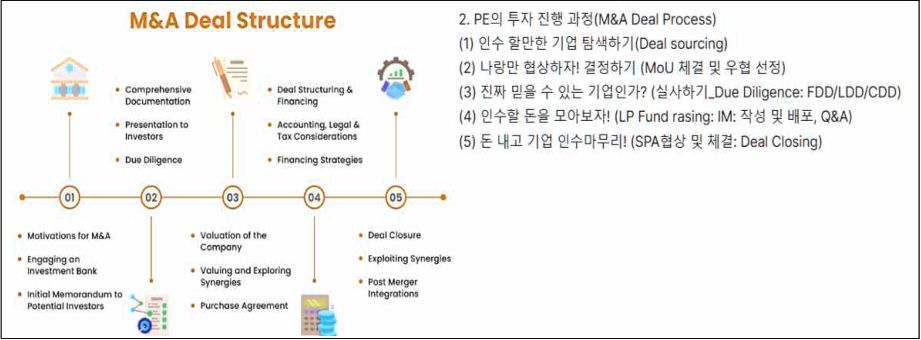 M&A Deal Structure
Comprehensive
Documentation
Presentation to
Investors
Due Diligence
Deal Structuring &
Financing
Accounting, Legal &
Tax Considerations
Financing Strategies
01
02
03
04
05
Motivations for M&A
Engaging an
Investment Bank
Initial Memorandum to
Potential Investors
Valuation of the
Company
Valuing and Exploring
Synergies
Purchase Agreement
Deal Closure
Exploiting Synergies
Post Merger
Integrations
2. PE의 투자 진행 과정(M&A Deal Process)
(1) 인수 할만한 기업 탐색하기(Deal sourcing)
(2) 나랑만 협상하자! 결정하기 (MoU 체결 및 우협 선정)
(3) 진짜 믿을 수 있는 기업인가? (실사하기_Due Diligence: FDD/LDD/CDD)
(4) 인수할 돈을 모아보자! (LP Fund rasing: IM: 작성 및 배포, Q&A)
(5) 돈 내고 기업 인수마무리! (SPA협상 및 체결: Deal Closing)